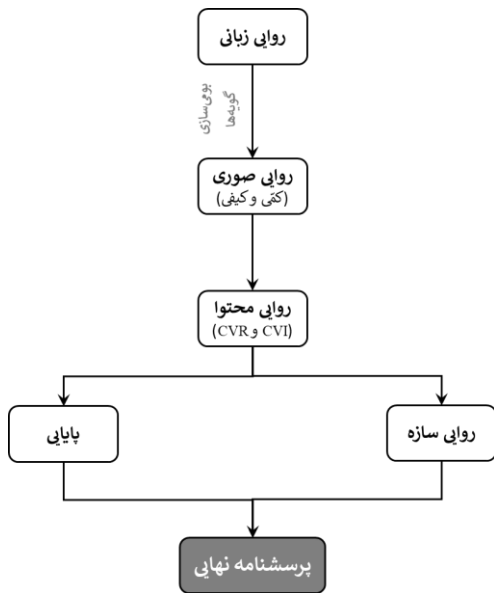 روایی زبانی
بومی‌سازی
گویه‌ها
روایی صوری
(کمّی و کیفی)
روایی محتوا
(CVR و CVI)
روایی سازه
پایایی
پرسشنامه نهایی